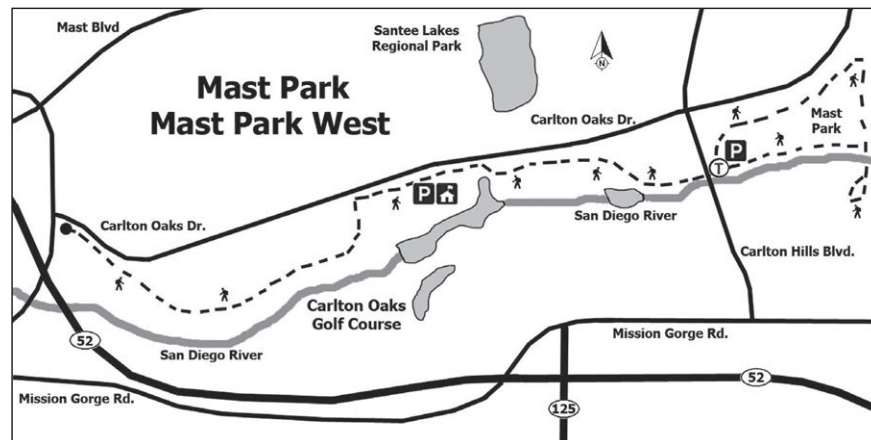 Mast Blvd
Santee Lakes
Regional Park
N
Mast Park
Mast Park West
Carlton Oaks Dr.
Mast
Park
P
T
P
San Diego River
Carlton Oaks Dr.
Carlton Hills Blvd.
Carlton Oaks
Golf Course
52
San Diego River
Mission Gorge Rd.
52
Mission Gorge Rd.
125